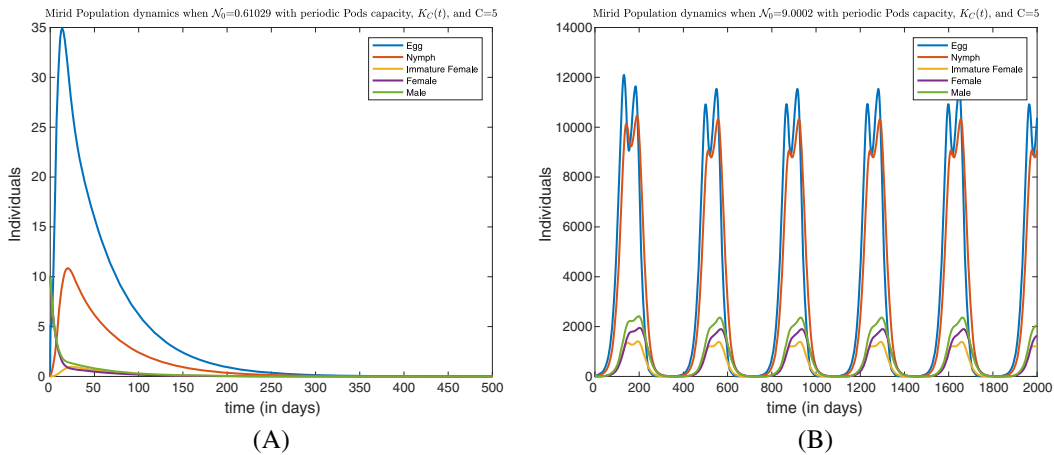 Mirid Population dynamics when 𝒩₀=0.61029 with periodic Pods capacity, K_C(t), and C=5
35
30
25
20
15
10
5
0
Individuals
Egg
Nymph
Immature Female
Female
Male
0 50 100 150 200 250 300 350 400 450 500
time (in days)
(A)
Mirid Population dynamics when 𝒩₀=9.0002 with periodic Pods capacity, K_C(t), and C=5
14000
12000
10000
8000
6000
4000
2000
0
Individuals
Egg
Nymph
Immature Female
Female
Male
0 200 400 600 800 1000 1200 1400 1600 1800 2000
time (in days)
(B)